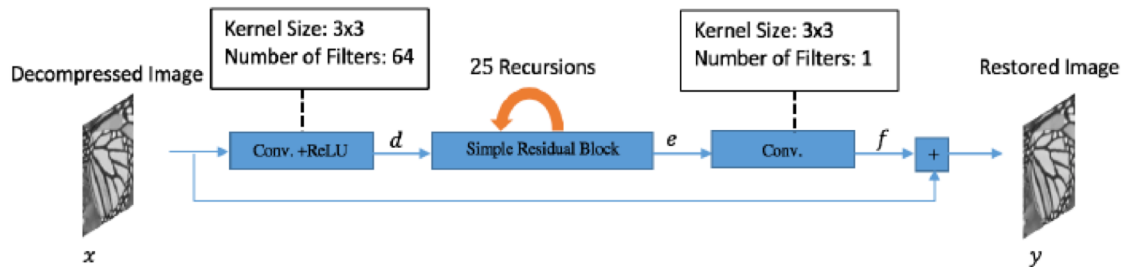 Kernel Size: 3x3
Number of Filters: 64
Kernel Size: 3x3
Number of Filters: 1
Decompressed Image
25 Recursions
Restored Image
Conv. +ReLU
d
Simple Residual Block
e
Conv.
f
+
x
y